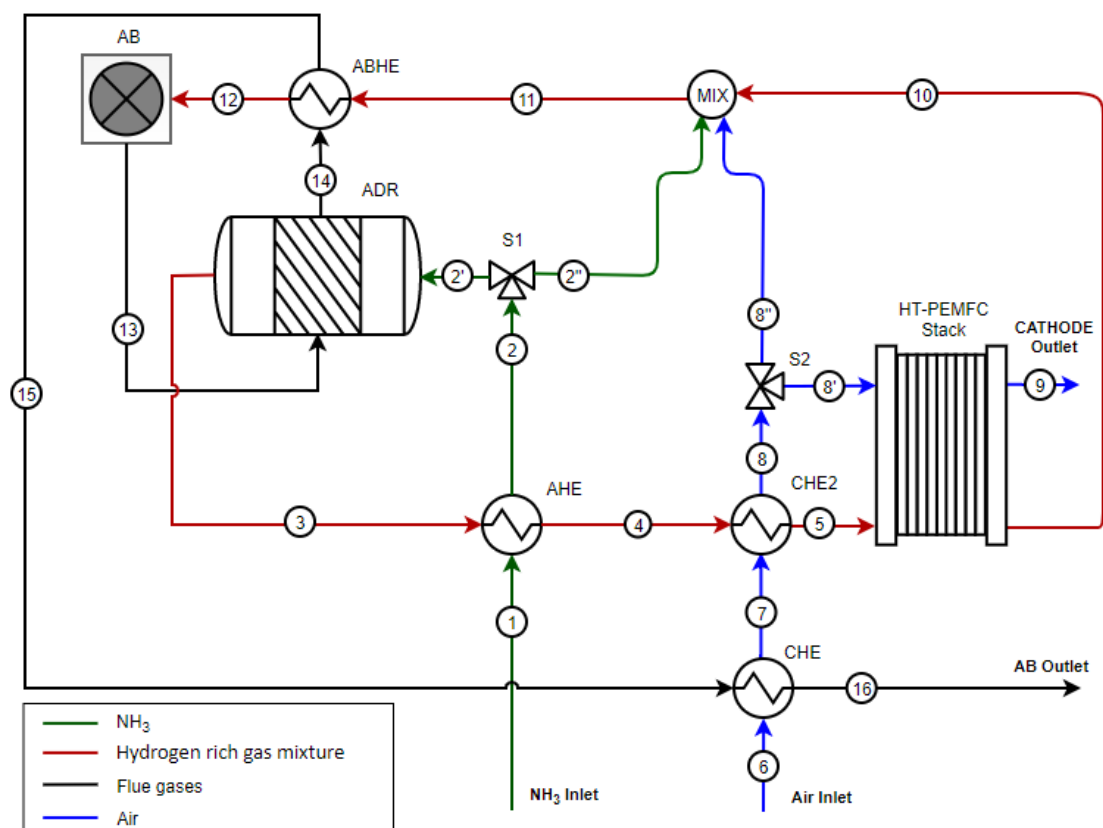 AB
ABHE
MIX
12
11
10
14
ADR
S1
2'
2"
13
2
8"
HT-PEMFC
Stack
CATHODE
Outlet
S2
8'
9
15
8
AHE
CHE2
3
4
5
1
7
CHE
AB Outlet
16
6
NH₃ Inlet
Air Inlet
NH₃
Hydrogen rich gas mixture
Flue gases
Air